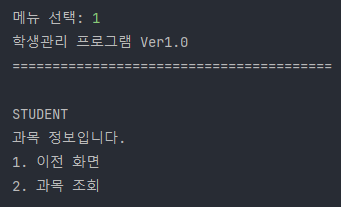 메뉴 선택: 1
학생관리 프로그램 Ver1.0
========================================
STUDENT
과목 정보입니다.
1. 이전 화면
2. 과목 조회